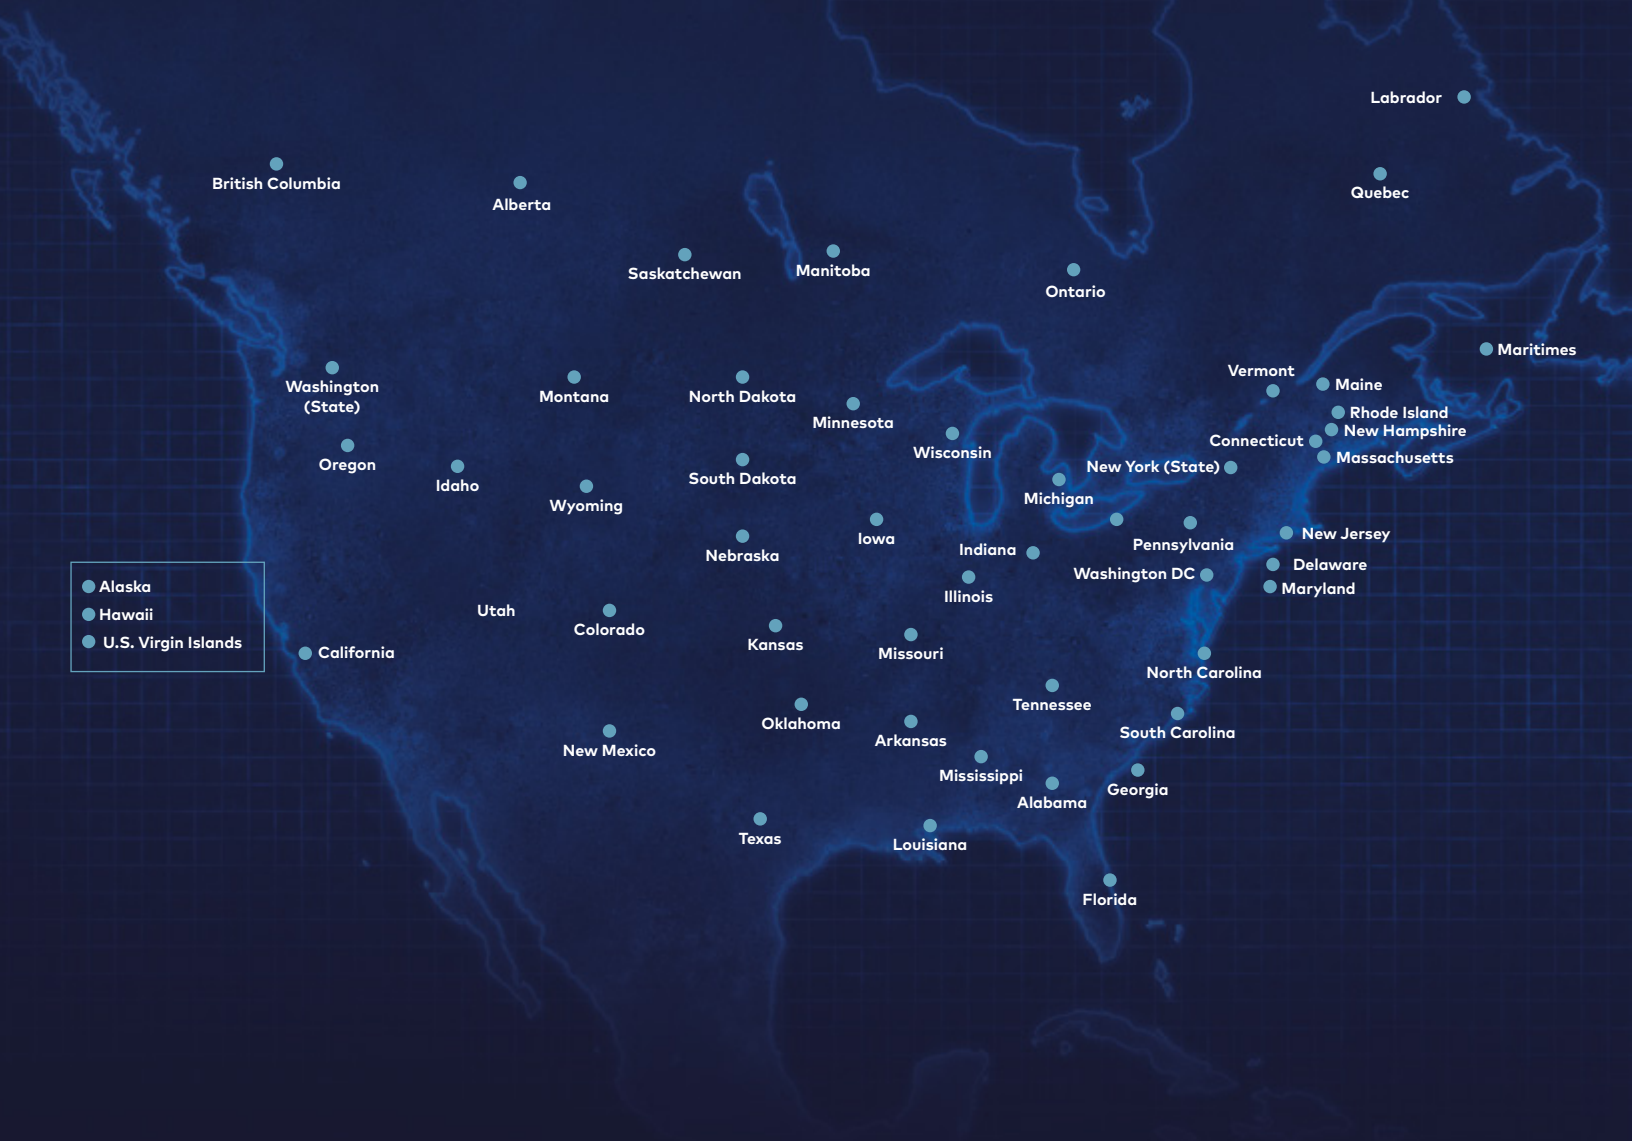 Labrador
British Columbia
Quebec
Alberta
Saskatchewan
Manitoba
Ontario
Maritimes
Vermont
Washington
(State)
Montana
North Dakota
Maine
Minnesota
Rhode Island
New Hampshire
Connecticut
Wisconsin
Massachusetts
Oregon
New York (State)
Idaho
South Dakota
Michigan
Wyoming
New Jersey
Iowa
Pennsylvania
Indiana
Nebraska
Delaware
Washington DC
Alaska
Maryland
Illinois
Utah
Hawaii
Colorado
U.S. Virgin Islands
Kansas
California
Missouri
North Carolina
Tennessee
Oklahoma
South Carolina
Arkansas
New Mexico
Mississippi
Georgia
Alabama
Texas
Louisiana
Florida